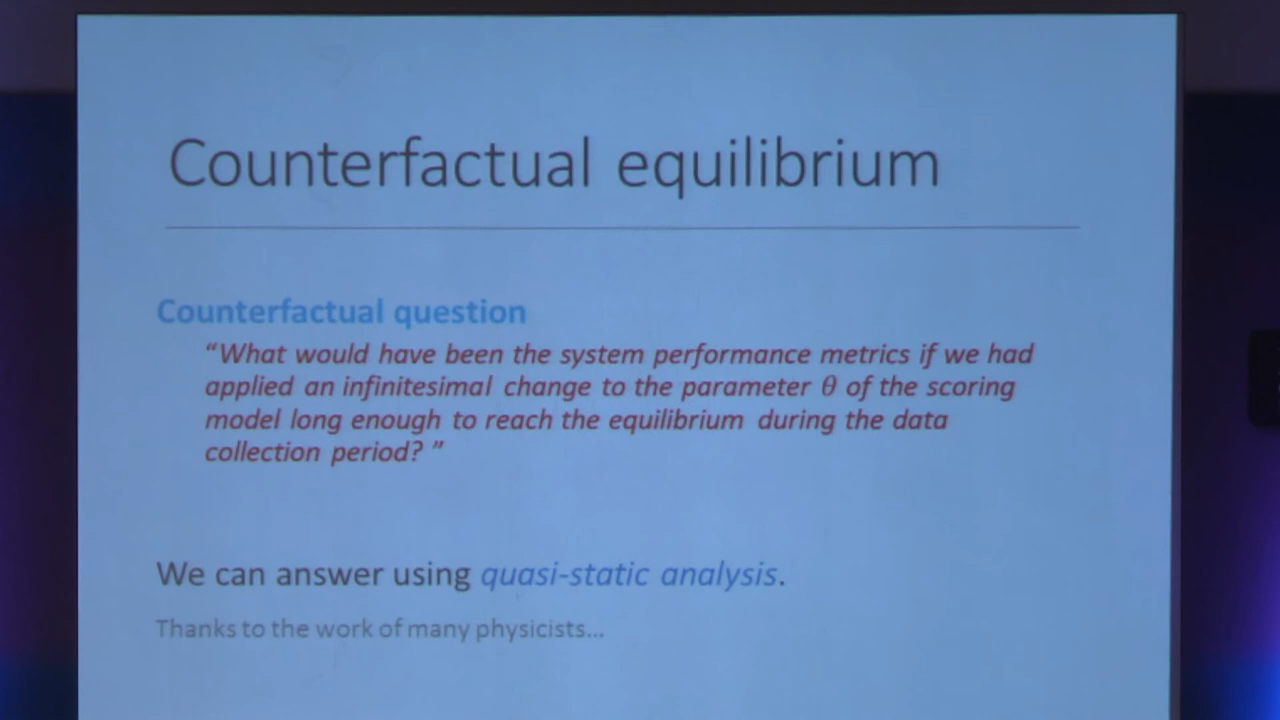 Counterfactual equilibrium
Counterfactual question
“What would have been the system performance metrics if we had
applied an infinitesimal change to the parameter θ of the scoring
model long enough to reach the equilibrium during the data
collection period? ”
We can answer using quasi-static analysis.
Thanks to the work of many physicists...